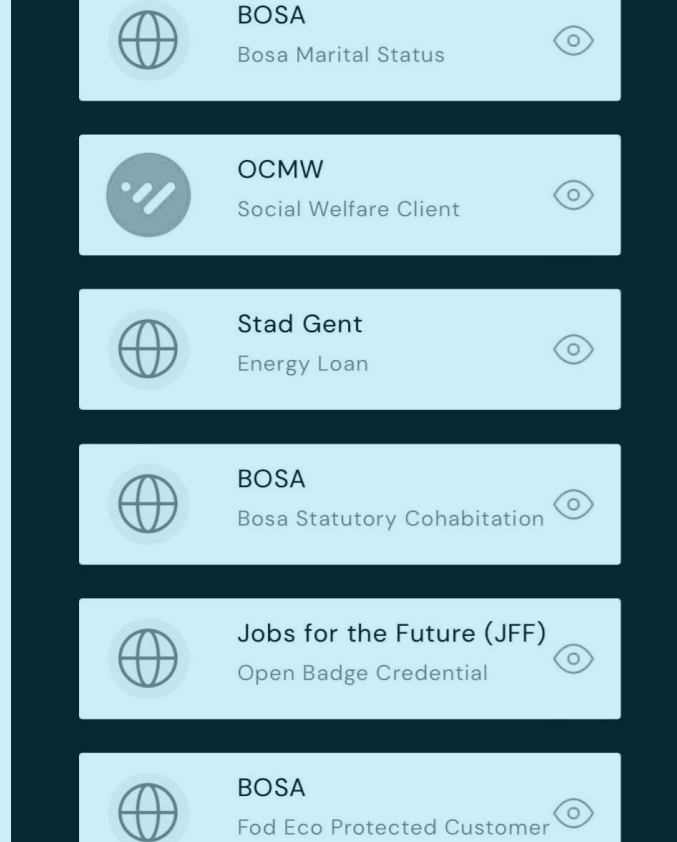 BOSA
Bosa Marital Status
OCMW
Social Welfare Client
Stad Gent
Energy Loan
BOSA
Bosa Statutory Cohabitation
Jobs for the Future (JFF)
Open Badge Credential
BOSA
Fod Eco Protected Customer